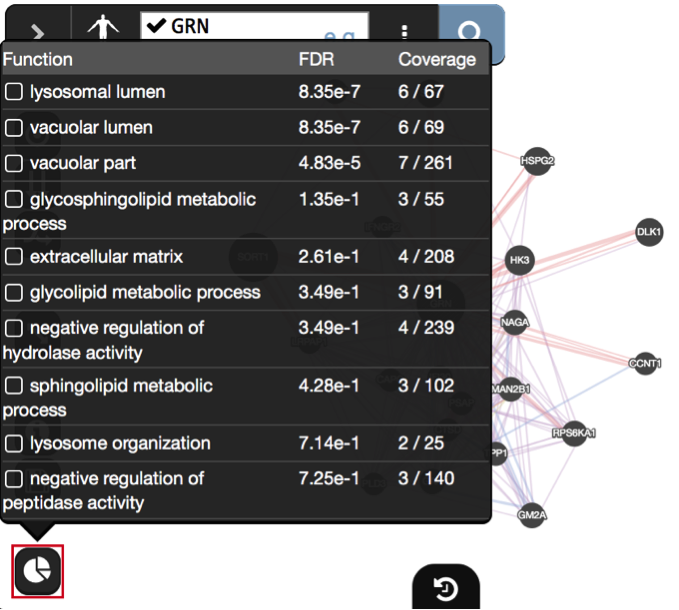 GRN
e.g
Function FDR Coverage
lysosomal lumen 8.35e-7 6 / 67
vacuolar lumen 8.35e-7 6 / 69
vacuolar part 4.83e-5 7 / 261
glycosphingolipid metabolic 1.35e-1 3 / 55
process
extracellular matrix 2.61e-1 4 / 208
glycolipid metabolic process 3.49e-1 3 / 91
negative regulation of 3.49e-1 4 / 239
hydrolase activity
sphingolipid metabolic 4.28e-1 3 / 102
process
lysosome organization 7.14e-1 2 / 25
negative regulation of 7.25e-1 3 / 140
peptidase activity
HSPG2
DLK1
HK3
NAGA
CCNT1
MAN2B1
RPS6KA1
PP1
GM2A